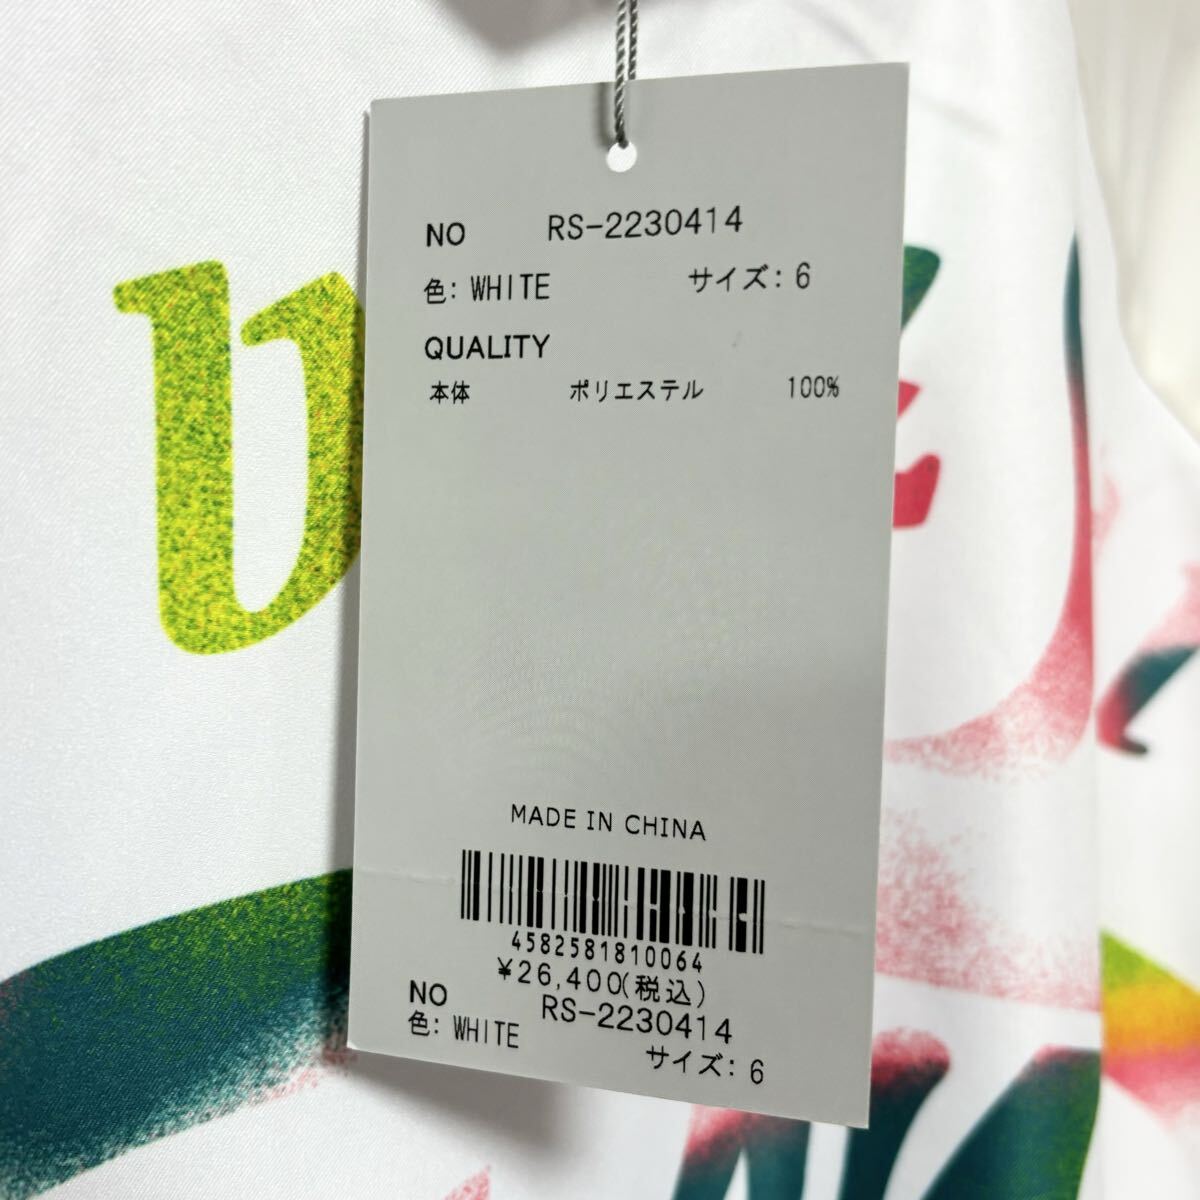 NO RS-2230414
色: WHITE サイズ: 6
QUALITY
本体 ポリエステル 100%
MADE IN CHINA
4582581810064
¥26,400(税込)
NO RS-2230414
色: WHITE サイズ: 6